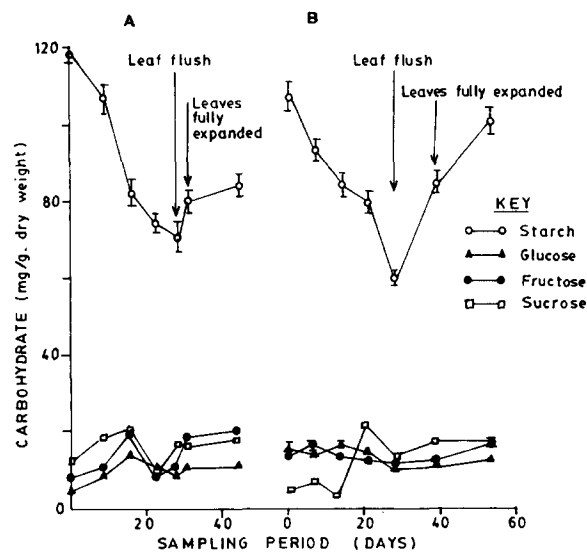 A
B
120
80
40
0
CARBOHYDRATE (mg/g. dry weight)
Leaf flush
Leaves
fully
expanded
Leaf flush
Leaves fully expanded
KEY
Starch
Glucose
Fructose
Sucrose
0 20 40 0 20 40 60
SAMPLING PERIOD (DAYS)